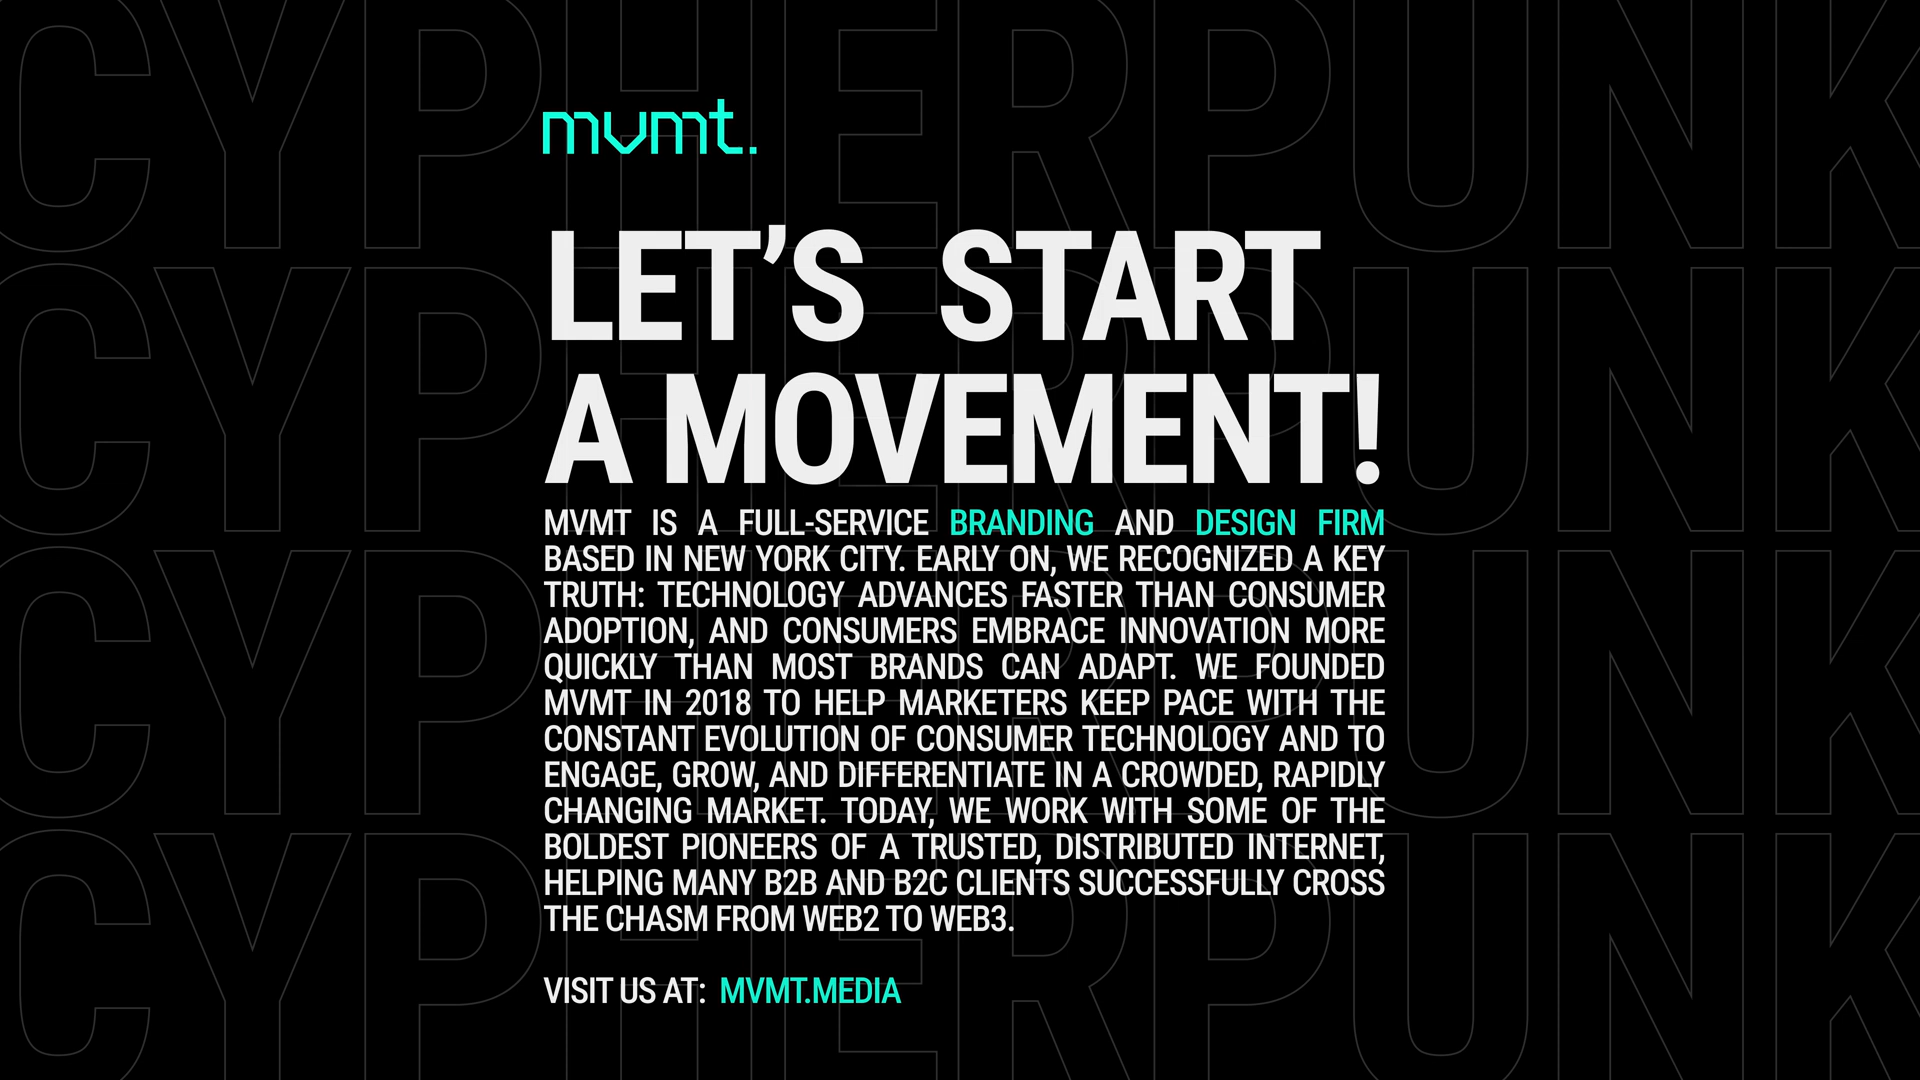 CYPHERPUNK
CYPHERPUNK
CYPHERPUNK
CYPHERPUNK
mvmt.
LET’S START
A MOVEMENT!
MVMT IS A FULL-SERVICE BRANDING AND DESIGN FIRM
BASED IN NEW YORK CITY. EARLY ON, WE RECOGNIZED A KEY
TRUTH: TECHNOLOGY ADVANCES FASTER THAN CONSUMER
ADOPTION, AND CONSUMERS EMBRACE INNOVATION MORE
QUICKLY THAN MOST BRANDS CAN ADAPT. WE FOUNDED
MVMT IN 2018 TO HELP MARKETERS KEEP PACE WITH THE
CONSTANT EVOLUTION OF CONSUMER TECHNOLOGY AND TO
ENGAGE, GROW, AND DIFFERENTIATE IN A CROWDED, RAPIDLY
CHANGING MARKET. TODAY, WE WORK WITH SOME OF THE
BOLDEST PIONEERS OF A TRUSTED, DISTRIBUTED INTERNET,
HELPING MANY B2B AND B2C CLIENTS SUCCESSFULLY CROSS
THE CHASM FROM WEB2 TO WEB3.
VISIT US AT: MVMT.MEDIA